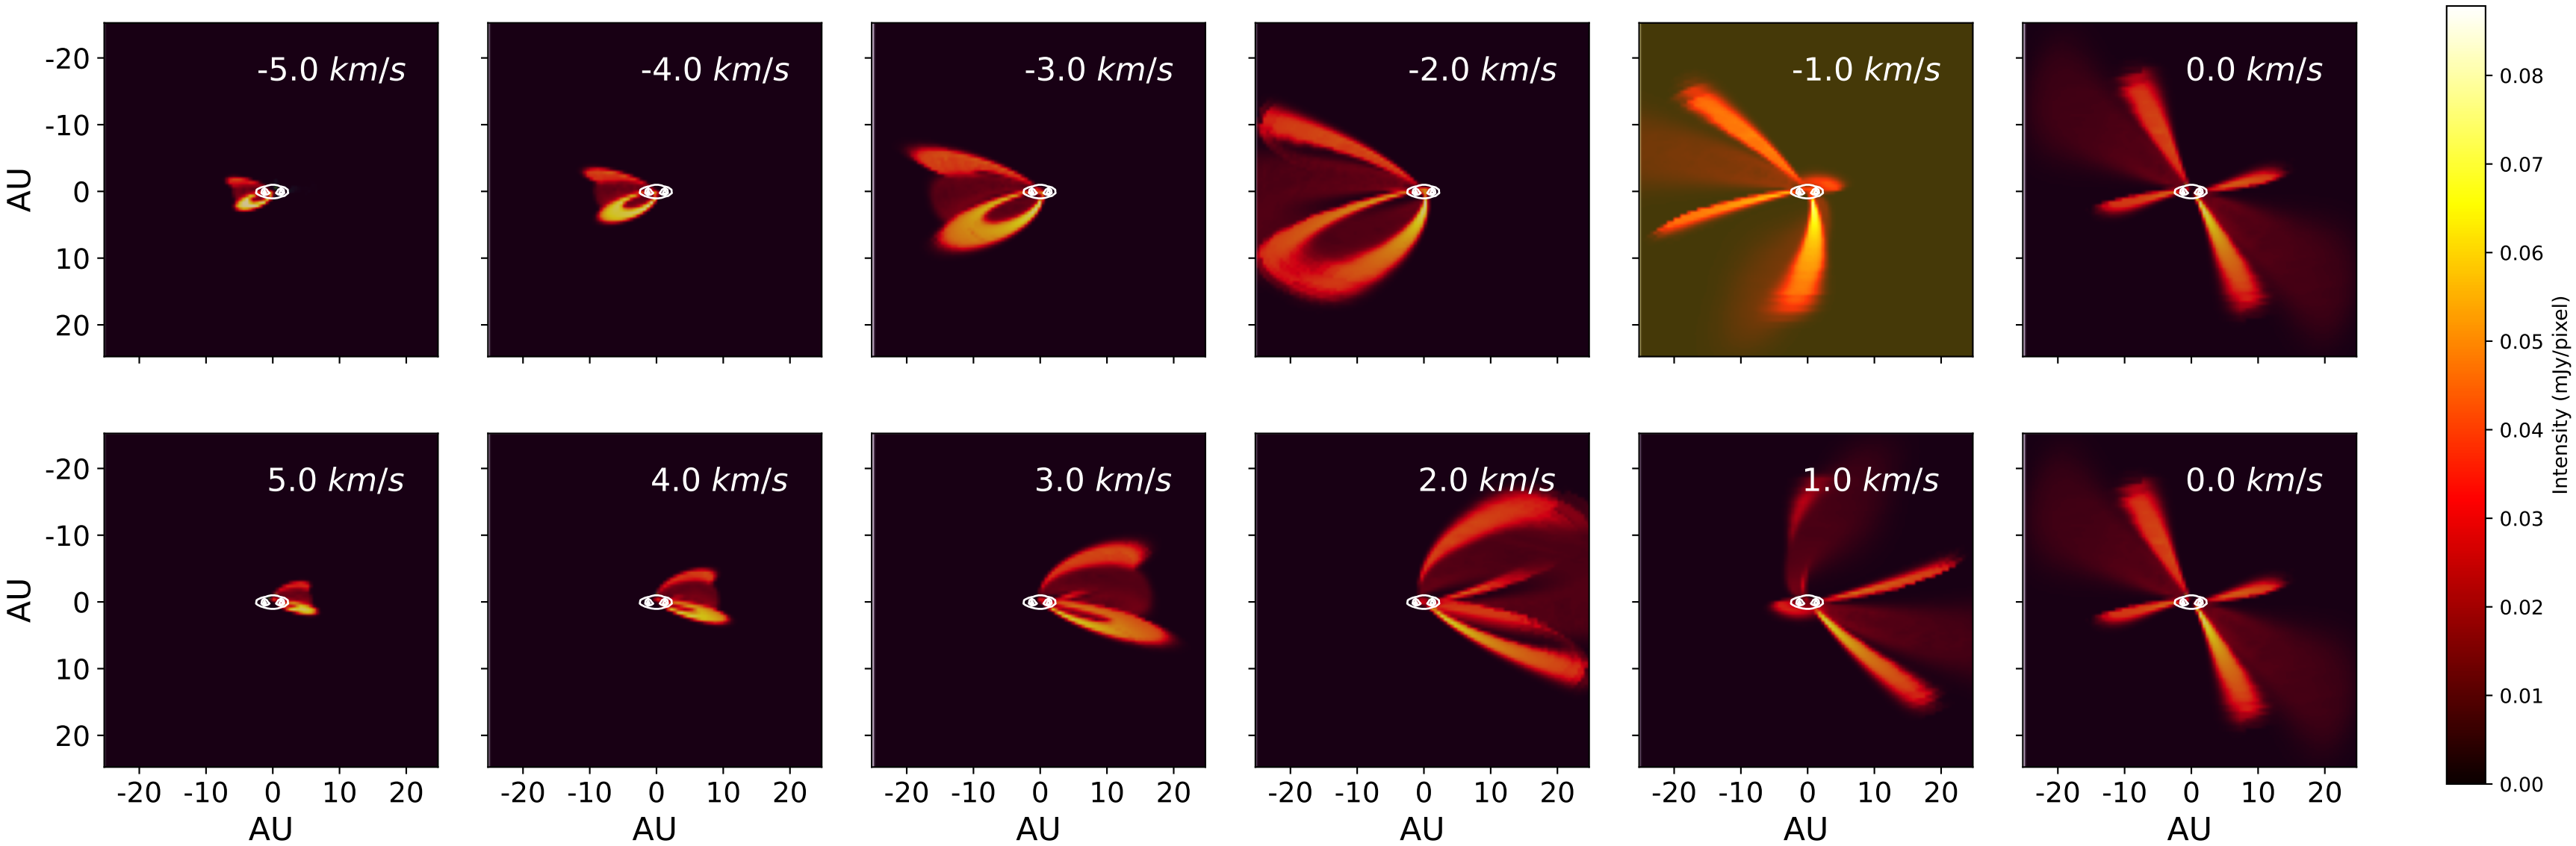 -5.0 km/s
-4.0 km/s
-3.0 km/s
-2.0 km/s
-1.0 km/s
0.0 km/s
-20
-10
0
10
20
AU
-20 -10 0 10 20
5.0 km/s
4.0 km/s
3.0 km/s
2.0 km/s
1.0 km/s
0.0 km/s
-20
-10
0
10
20
AU
-20 -10 0 10 20
-20 -10 0 10 20
-20 -10 0 10 20
-20 -10 0 10 20
-20 -10 0 10 20
-20 -10 0 10 20
AU
AU
AU
AU
AU
AU
0.08
0.07
0.06
0.05
0.04
0.03
0.02
0.01
0.00
Intensity (mJy/pixel)